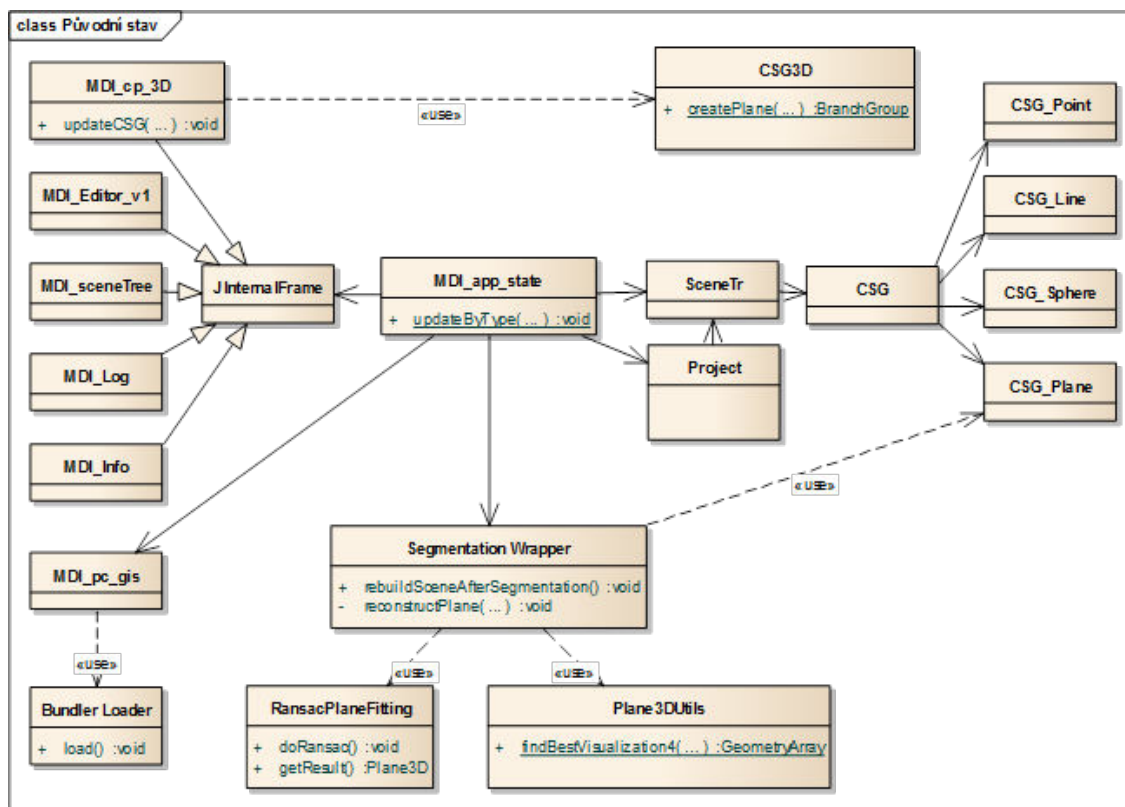 class Původní stav
MDI_cp_3D
+ updateCSG( ... ) :void
«use»
CSG3D
+ createPlane( ... ) :BranchGroup
CSG_Point
MDI_Editor_v1
CSG_Line
MDI_sceneTree
JInternalFrame
MDI_app_state
+ updateByType( ... ) :void
SceneTr
CSG
CSG_Sphere
MDI_Log
Project
CSG_Plane
MDI_Info
«use»
Segmentation Wrapper
+ rebuildSceneAfterSegmentation() :void
- reconstructPlane( ... ) :void
MDI_pc_gis
«use»
«use»
«use»
Bundler Loader
+ load() :void
RansacPlaneFitting
+ doRansac() :void
+ getResult() :Plane3D
Plane3DUtils
+ findBestVisualization4( ... ) :GeometryArray